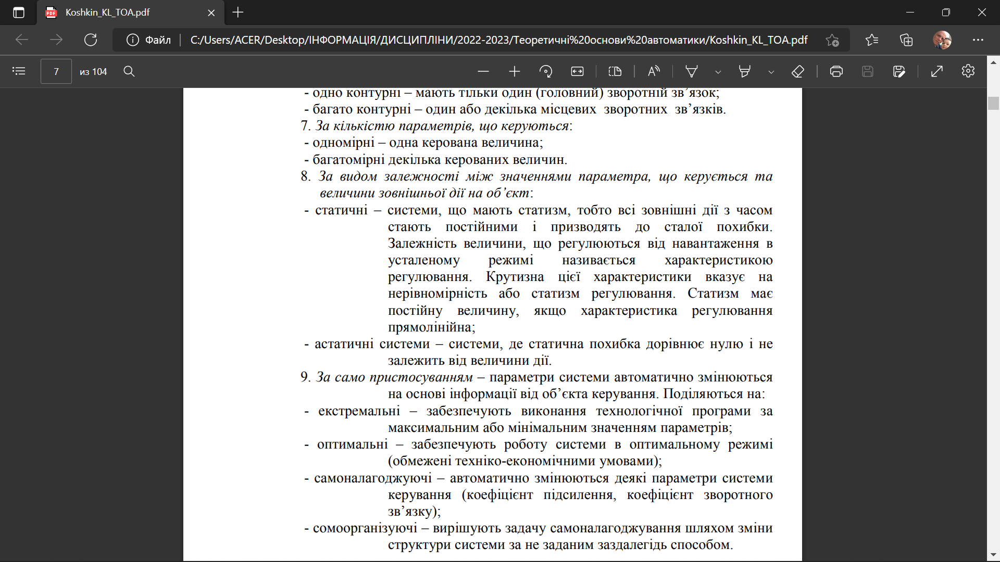 Koshkin_KL_TOA.pdf
Файл
C:/Users/ACER/Desktop/ІНФОРМАЦІЯ/ДИСЦИПЛІНИ/2022-2023/Теоретичні%20основи%20автоматики/Koshkin_KL_TOA.pdf
7 из 104
- одно контурні – мають тільки один (головний) зворотній зв’язок;
- багато контурні – один або декілька місцевих зворотних зв’язків.
7. За кількістю параметрів, що керуються:
- одномірні – одна керована величина;
- багатомірні декілька керованих величин.
8. За видом залежності між значеннями параметра, що керується та
величини зовнішньої дії на об’єкт:
- статичні – системи, що мають статизм, тобто всі зовнішні дії з часом
стають постійними і призводять до сталої похибки.
Залежність величини, що регулюються від навантаження в
усталеному режимі називається характеристикою
регулювання. Крутизна цієї характеристики вказує на
нерівномірність або статизм регулювання. Статизм має
постійну величину, якщо характеристика регулювання
прямолінійна;
- астатичні системи – системи, де статична похибка дорівнює нулю і не
залежить від величини дії.
9. За само пристосуванням – параметри системи автоматично змінюються
на основі інформації від об’єкта керування. Поділяються на:
- екстремальні – забезпечують виконання технологічної програми за
максимальним або мінімальним значенням параметрів;
- оптимальні – забезпечують роботу системи в оптимальному режимі
(обмежені техніко-економічними умовами);
- самоналагоджуючі – автоматично змінюються деякі параметри системи
керування (коефіцієнт підсилення, коефіцієнт зворотного
зв’язку);
- сомоорганізуючі – вирішують задачу самоналагоджування шляхом зміни
структури системи за не заданим заздалегідь способом.